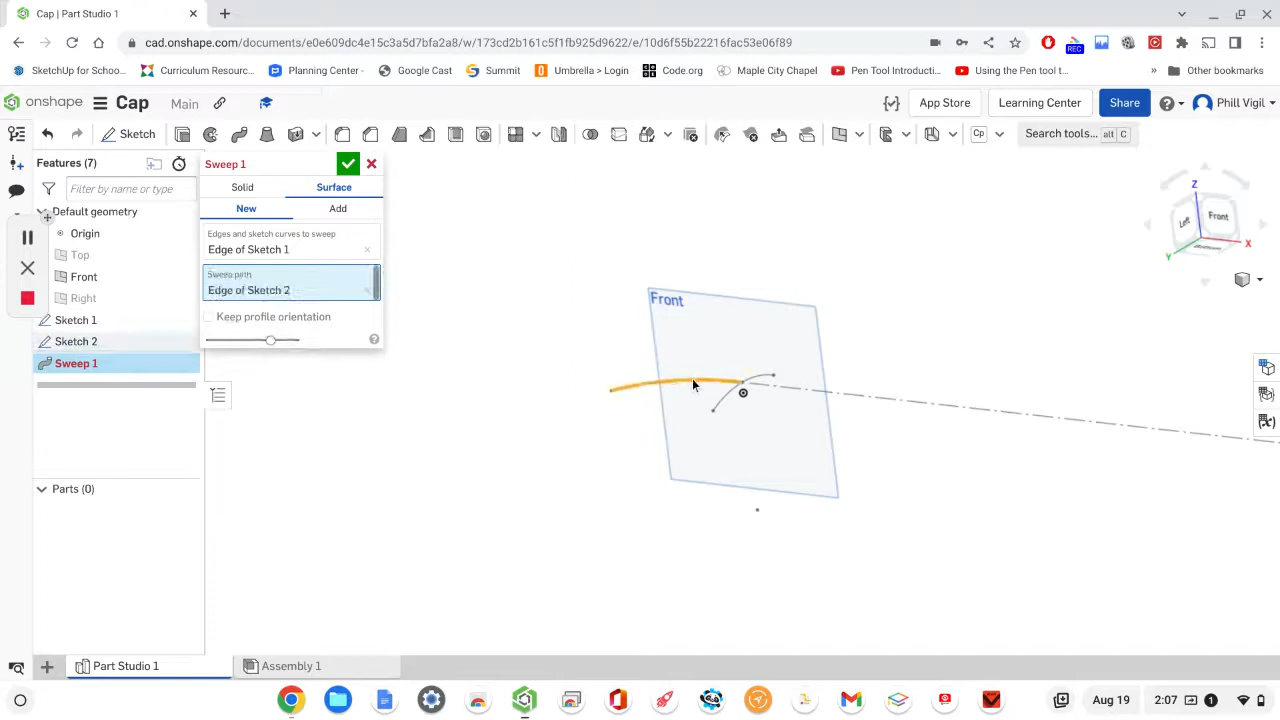 Cap | Part Studio 1
cad.onshape.com/documents/
REC
SketchUp for Schoo...
Curriculum Resourc...
Planning Center -
Google Cast
Summit
Umbrella > Login
Code.org
Maple City Chapel
Pen Tool Introducti...
Using the Pen tool t...
»
Other bookmarks
onshape
Cap
Main
App Store
Learning Center
Share
Phill Vigil
Sketch
Cp
Search tools...
alt
C
Features (7)
Sweep 1
Filter by name or type
Solid
Surface
Default geometry
New
Add
Origin
Edges and sketch curves to sweep
Top
Edge of Sketch 1
Front
Sweep path
Right
Edge of Sketch 2
Sketch 1
Keep profile orientation
Sketch 2
Sweep 1
Front
Z
Left
Front
X
Y
Bottom
(x)
Parts (0)
Part Studio 1
Assembly 1
Aug 19
2:07
1